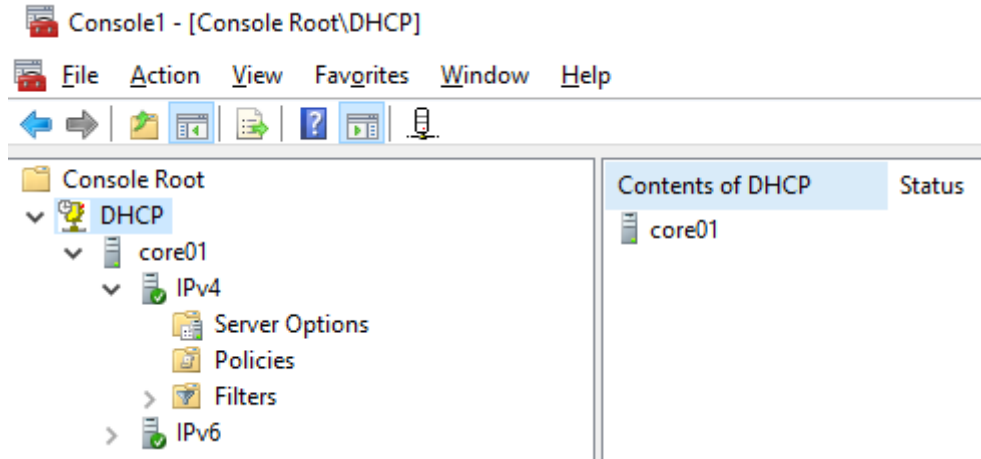 Console1 - [Console Root\DHCP]
File Action View Favorites Window Help
Console Root
DHCP
core01
IPv4
Server Options
Policies
Filters
IPv6
Contents of DHCP Status
core01